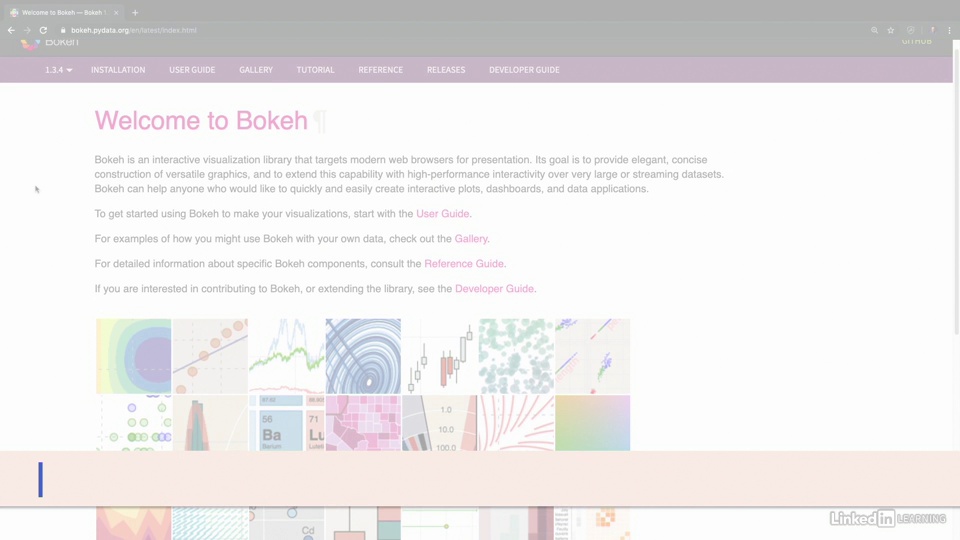 Welcome to Bokeh — Bokeh 1
bokeh.pydata.org/en/latest/index.html
Bokeh
GitHub
1.3.4 INSTALLATION USER GUIDE GALLERY TUTORIAL REFERENCE RELEASES DEVELOPER GUIDE
Welcome to Bokeh ¶
Bokeh is an interactive visualization library that targets modern web browsers for presentation. Its goal is to provide elegant, concise
construction of versatile graphics, and to extend this capability with high-performance interactivity over very large or streaming datasets.
Bokeh can help anyone who would like to quickly and easily create interactive plots, dashboards, and data applications.
To get started using Bokeh to make your visualizations, start with the User Guide.
For examples of how you might use Bokeh with your own data, check out the Gallery.
For detailed information about specific Bokeh components, consult the Reference Guide.
If you are interested in contributing to Bokeh, or extending the library, see the Developer Guide.
56 71
Ba Lu
Barium
1.0
10.0
100.0
Cd
Linked in LEARNING